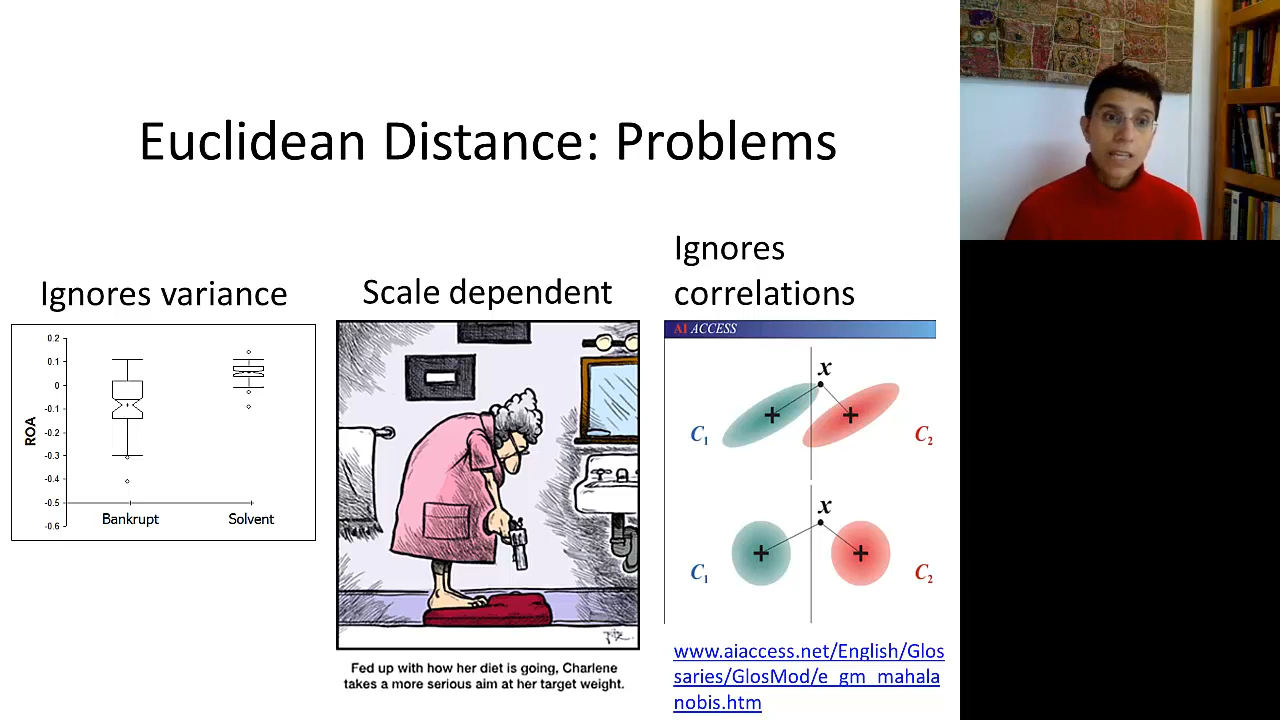 Euclidean Distance: Problems
Ignores variance
0.2
0.1
0
-0.1
-0.2
-0.3
-0.4
-0.5
-0.6
ROA
Bankrupt
Solvent
Scale dependent
Fed up with how her diet is going, Charlene
takes a more serious aim at her target weight.
Ignores
correlations
AI ACCESS
x
C₁
C₂
x
C₁
C₂
www.aiaccess.net/English/Glos
saries/GlosMod/e_gm_mahala
nobis.htm